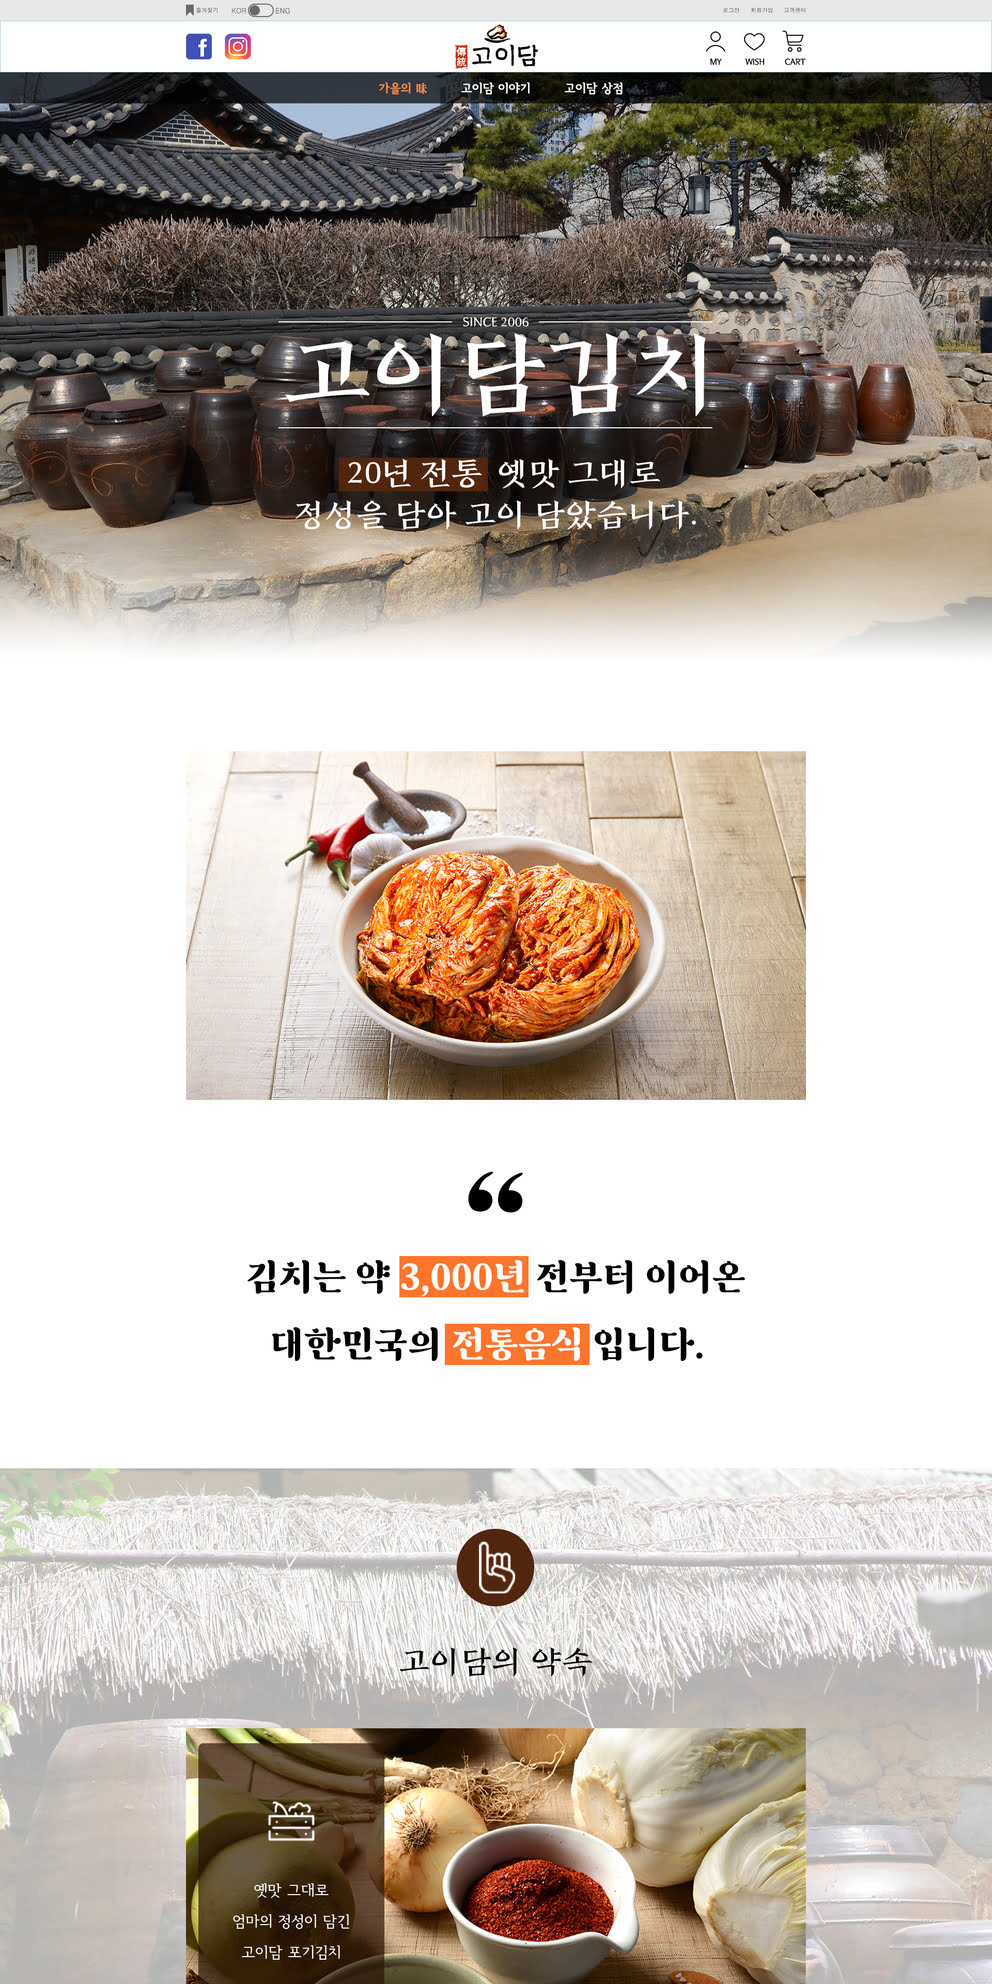 즐겨찾기 KOR ENG
로그인 회원가입 고객센터
傳統 고이담
MY WISH CART
가을의 味 고이담 이야기 고이담 상점
SINCE 2006
고이담김치
20년 전통 옛맛 그대로
정성을 담아 고이 담았습니다.
김치는 약 3,000년 전부터 이어온
대한민국의 전통음식입니다.
고이담의 약속
옛맛 그대로
엄마의 정성이 담긴
고이담 포기김치